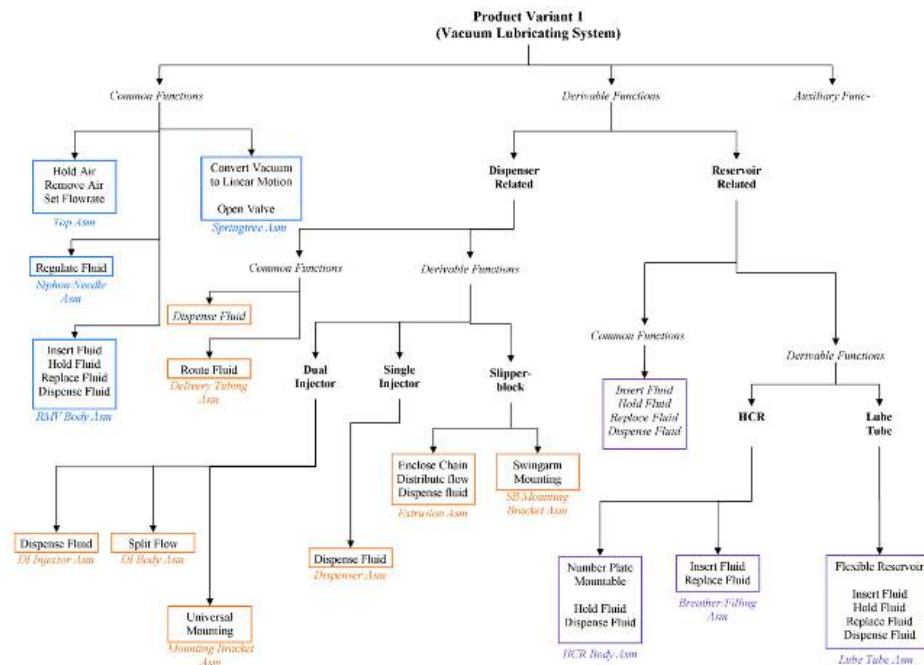 Product Variant 1
(Vacuum Lubricating System)
Common Functions
Derivable Functions
Auxiliary Func-
Hold Air
Remove Air
Set Flowrate
Top Asm
Convert Vacuum
to Linear Motion
Open Valve
Springtree Asm
Dispenser
Related
Reservoir
Related
Regulate Fluid
Siphon/Needle
Asm
Common Functions
Derivable Functions
Dispense Fluid
Route Fluid
Delivery Tubing
Asm
Insert Fluid
Hold Fluid
Replace Fluid
Dispense Fluid
RMV Body Asm
Dual
Injector
Single
Injector
Slipper-
block
Common Functions
Derivable Functions
Insert Fluid
Hold Fluid
Replace Fluid
Dispense Fluid
HCR
Lube
Tube
Enclose Chain
Distribute flow
Dispense fluid
Extrusion Asm
Swingarm
Mounting
SB Mounting
Bracket Asm
Dispense Fluid
DI Injector Asm
Split Flow
DI Body Asm
Dispense Fluid
Dispenser Asm
Universal
Mounting
Mounting Bracket
Asm
Number Plate
Mountable
Hold Fluid
Dispense Fluid
HCR Body Asm
Insert Fluid
Replace Fluid
Breather/Filling
Asm
Flexible Reservoir
Insert Fluid
Hold Fluid
Replace Fluid
Dispense Fluid
Lube Tube Asm